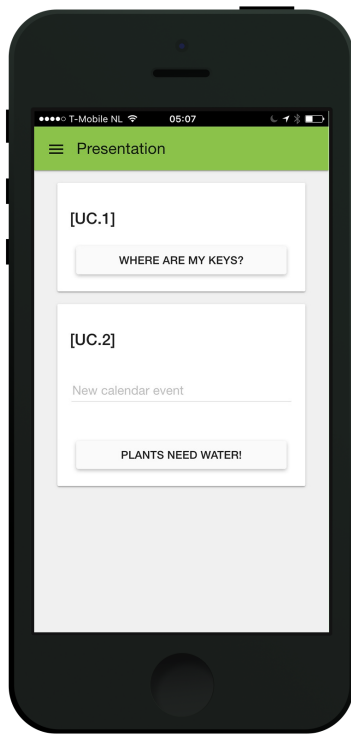 T-Mobile NL 05:07
Presentation
[UC.1]
WHERE ARE MY KEYS?
[UC.2]
New calendar event
PLANTS NEED WATER!